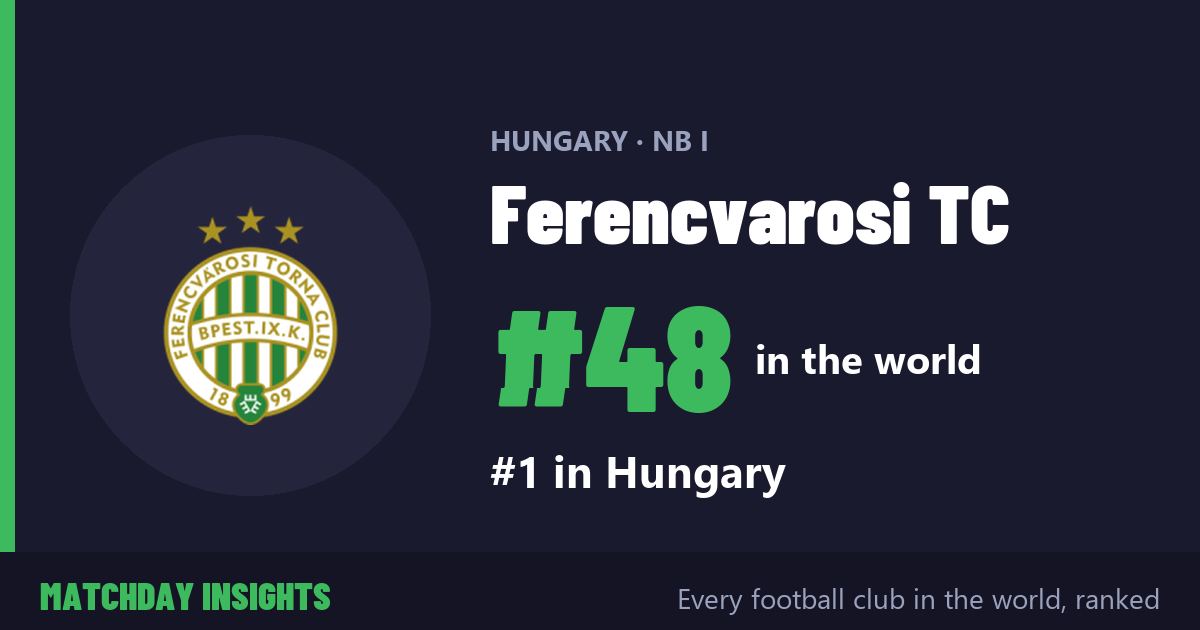 HUNGARY · NB I
Ferencvarosi TC
#48 in the world
#1 in Hungary
FERENCVÁROSI TORNA CLUB
BPEST.IX.K.
18 99
MATCHDAY INSIGHTS
Every football club in the world, ranked